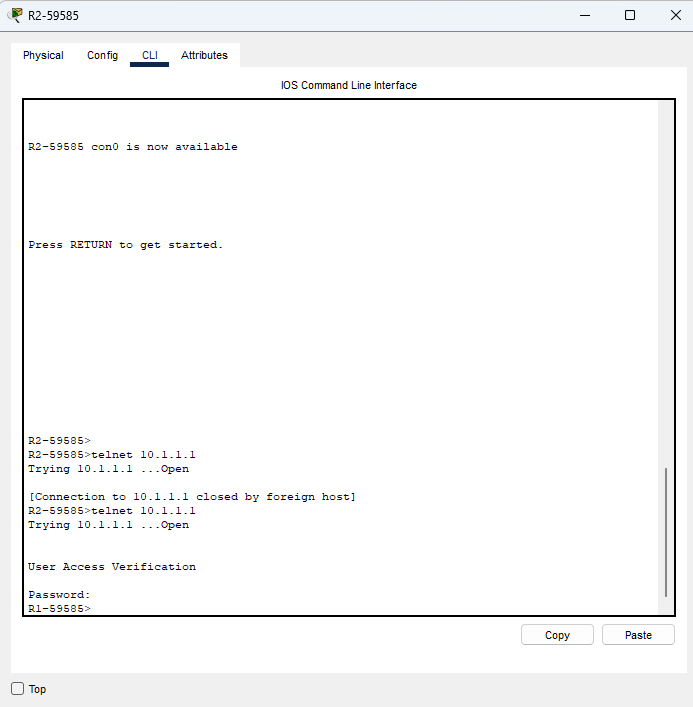 R2-59585
Physical Config CLI Attributes
IOS Command Line Interface
R2-59585 con0 is now available
Press RETURN to get started.
R2-59585>
R2-59585>telnet 10.1.1.1
Trying 10.1.1.1 ...Open
[Connection to 10.1.1.1 closed by foreign host]
R2-59585>telnet 10.1.1.1
Trying 10.1.1.1 ...Open
User Access Verification
Password:
R1-59585>
Copy Paste
Top